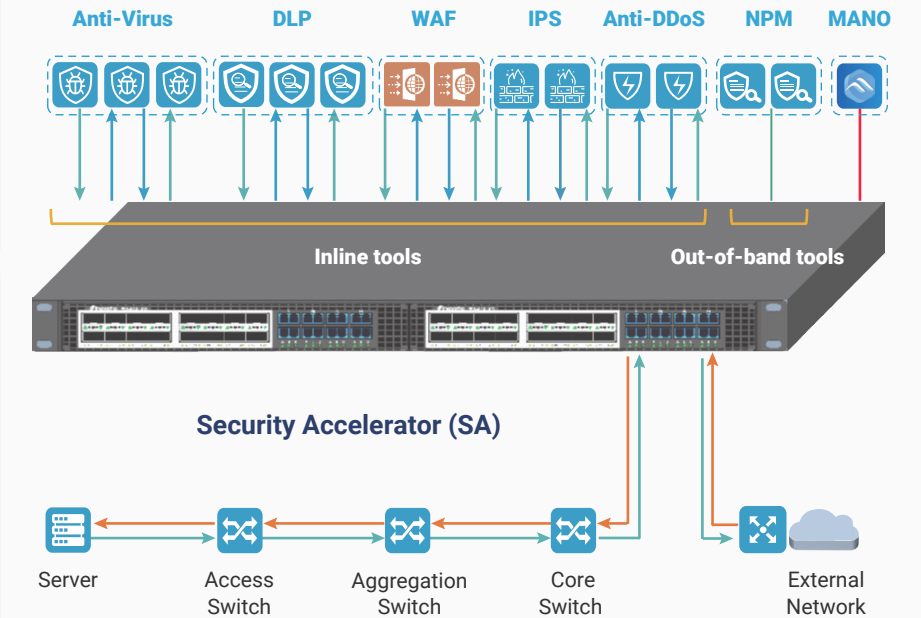 Anti-Virus
DLP
WAF
IPS
Anti-DDoS
NPM
MANO
Inline tools
Out-of-band tools
Security Accelerator (SA)
Server
Access
Switch
Aggregation
Switch
Core
Switch
External
Network